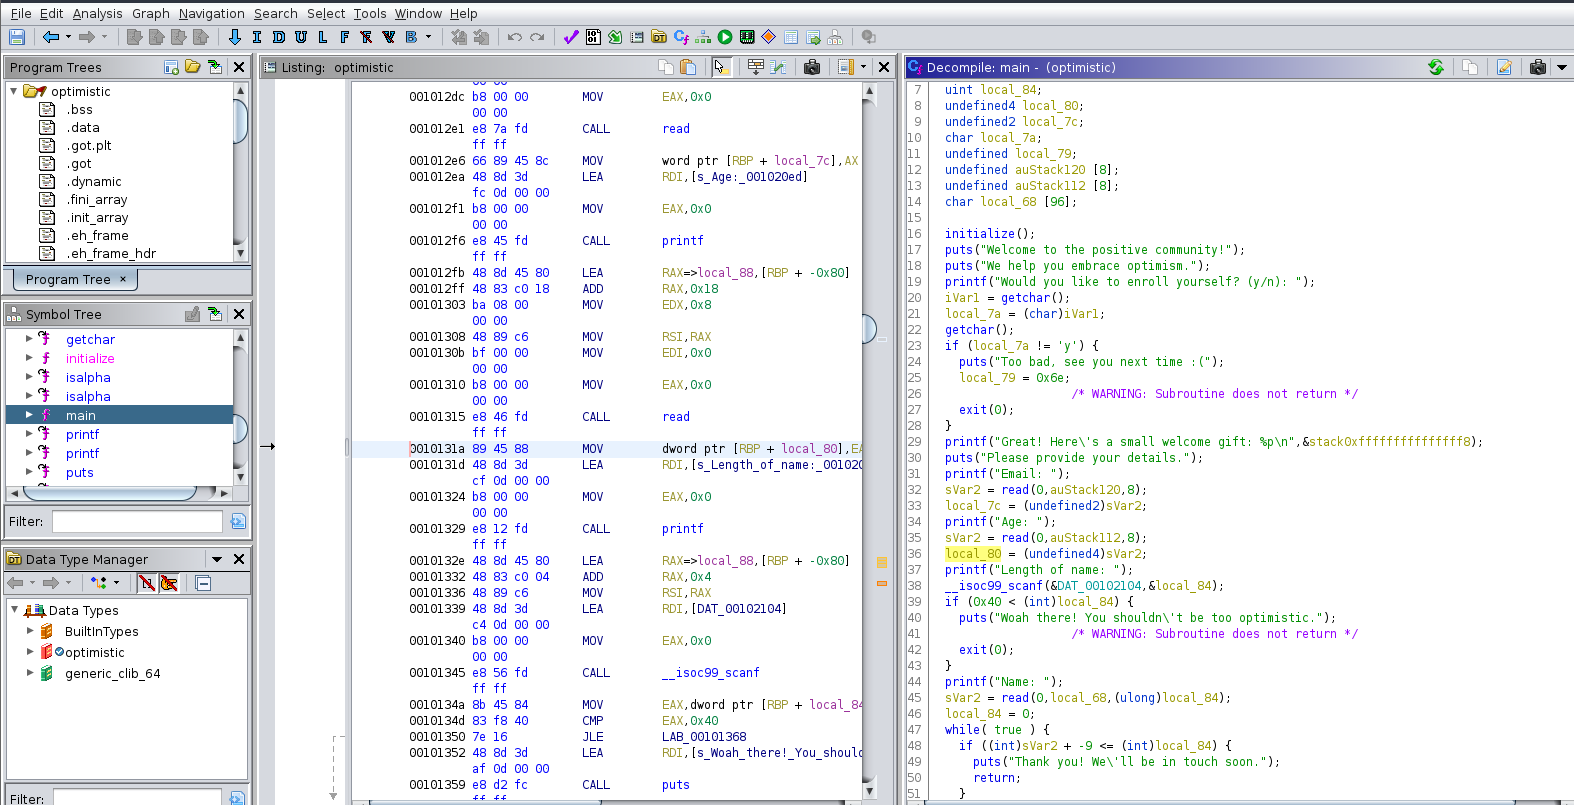 File Edit Analysis Graph Navigation Search Select Tools Window Help
I D U L F R V B
Program Trees
optimistic
.bss
.data
.got.plt
.got
.dynamic
.fini_array
.init_array
.eh_frame
.eh_frame_hdr
Program Tree ×
Symbol Tree
getchar
initialize
isalpha
isalpha
main
printf
printf
puts
Filter:
Data Type Manager
Data Types
BuiltInTypes
optimistic
generic_clib_64
Filter:
Listing: optimistic
00 00
001012dc b8 00 00 MOV EAX,0x0
00 00
001012e1 e8 7a fd CALL read
ff ff
001012e6 66 89 45 8c MOV word ptr [RBP + local_7c],AX
001012ea 48 8d 3d LEA RDI,[s_Age:_001020ed]
fc 0d 00 00
001012f1 b8 00 00 MOV EAX,0x0
00 00
001012f6 e8 45 fd CALL printf
ff ff
001012fb 48 8d 45 80 LEA RAX=>local_88,[RBP + -0x80]
001012ff 48 83 c0 18 ADD RAX,0x18
00101303 ba 08 00 MOV EDX,0x8
00 00
00101308 48 89 c6 MOV RSI,RAX
0010130b bf 00 00 MOV EDI,0x0
00 00
00101310 b8 00 00 MOV EAX,0x0
00 00
00101315 e8 46 fd CALL read
ff ff
0010131a 89 45 88 MOV dword ptr [RBP + local_80],EA
0010131d 48 8d 3d LEA RDI,[s_Length_of_name:_001020
cf 0d 00 00
00101324 b8 00 00 MOV EAX,0x0
00 00
00101329 e8 12 fd CALL printf
ff ff
0010132e 48 8d 45 80 LEA RAX=>local_88,[RBP + -0x80]
00101332 48 83 c0 04 ADD RAX,0x4
00101336 48 89 c6 MOV RSI,RAX
00101339 48 8d 3d LEA RDI,[DAT_00102104]
c4 0d 00 00
00101340 b8 00 00 MOV EAX,0x0
00 00
00101345 e8 56 fd CALL __isoc99_scanf
ff ff
0010134a 8b 45 84 MOV EAX,dword ptr [RBP + local_84
0010134d 83 f8 40 CMP EAX,0x40
00101350 7e 16 JLE LAB_00101368
00101352 48 8d 3d LEA RDI,[s_Woah_there!_You_shoul
af 0d 00 00
00101359 e8 d2 fc CALL puts
ff ff
Decompile: main - (optimistic)
7 uint local_84;
8 undefined4 local_80;
9 undefined2 local_7c;
10 char local_7a;
11 undefined local_79;
12 undefined auStack120 [8];
13 undefined auStack112 [8];
14 char local_68 [96];
15
16 initialize();
17 puts("Welcome to the positive community!");
18 puts("We help you embrace optimism.");
19 printf("Would you like to enroll yourself? (y/n): ");
20 iVar1 = getchar();
21 local_7a = (char)iVar1;
22 getchar();
23 if (local_7a != 'y') {
24 puts("Too bad, see you next time :(");
25 local_79 = 0x6e;
26 /* WARNING: Subroutine does not return */
27 exit(0);
28 }
29 printf("Great! Here\'s a small welcome gift: %p\n",&stack0xfffffffffffffff8);
30 puts("Please provide your details.");
31 printf("Email: ");
32 sVar2 = read(0,auStack120,8);
33 local_7c = (undefined2)sVar2;
34 printf("Age: ");
35 sVar2 = read(0,auStack112,8);
36 local_80 = (undefined4)sVar2;
37 printf("Length of name: ");
38 __isoc99_scanf(&DAT_00102104,&local_84);
39 if (0x40 < (int)local_84) {
40 puts("Woah there! You shouldn\'t be too optimistic.");
41 /* WARNING: Subroutine does not return */
42 exit(0);
43 }
44 printf("Name: ");
45 sVar2 = read(0,local_68,(ulong)local_84);
46 local_84 = 0;
47 while( true ) {
48 if ((int)sVar2 + -9 <= (int)local_84) {
49 puts("Thank you! We\'ll be in touch soon.");
50 return;
51 }